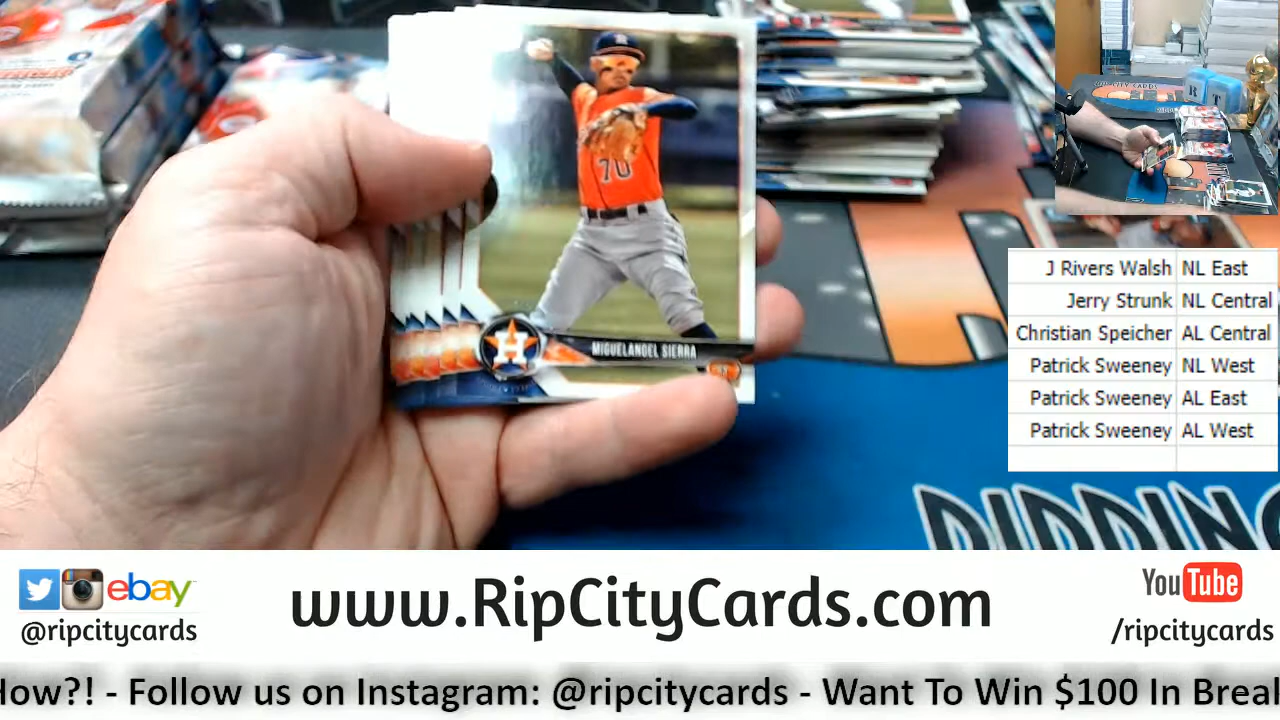 70
H
MIGUELANGEL SIERRA
R T
J Rivers Walsh NL East
Jerry Strunk NL Central
Christian Speicher AL Central
Patrick Sweeney NL West
Patrick Sweeney AL East
Patrick Sweeney AL West
ebay
@ripcitycards
www.RipCityCards.com
YouTube
/ripcitycards
How?! - Follow us on Instagram: @ripcitycards - Want To Win $100 In Break